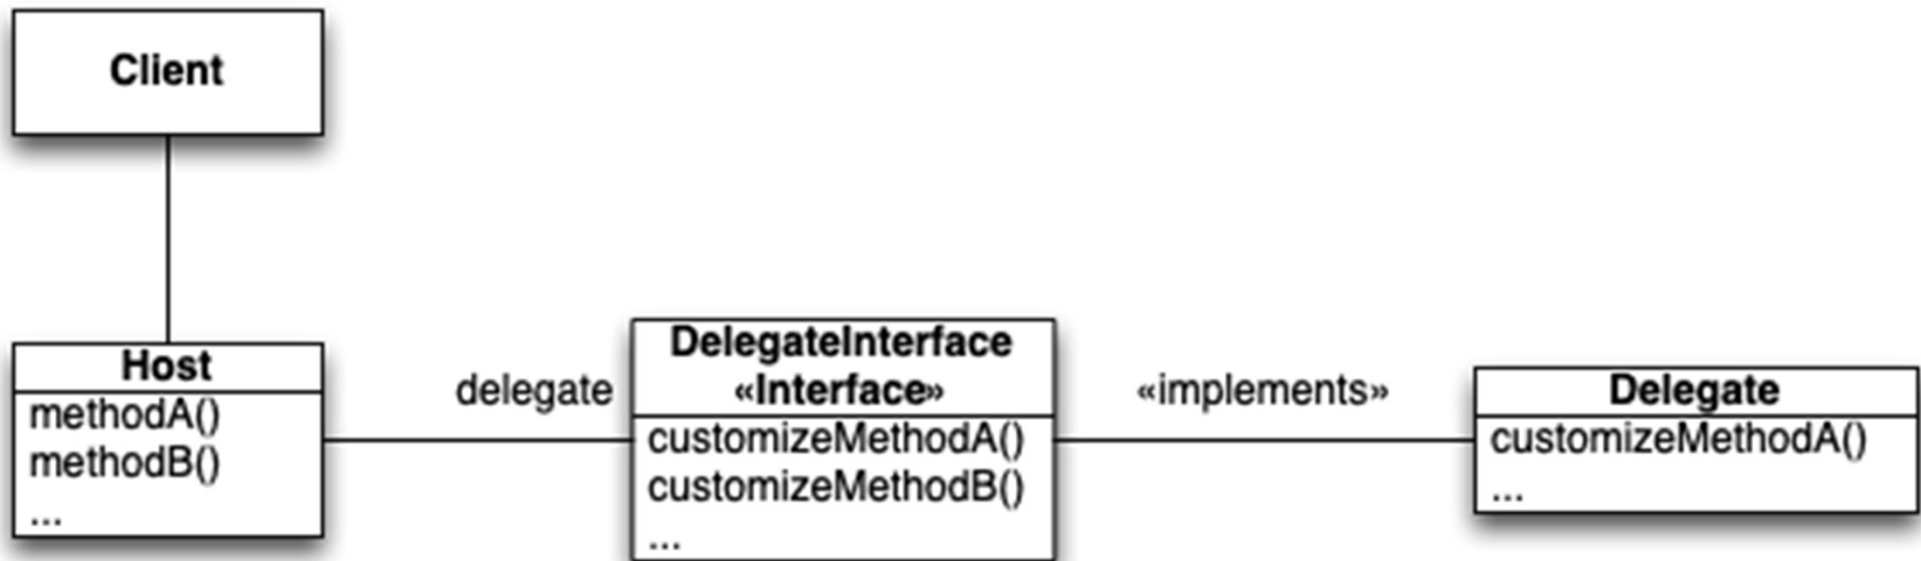 Client
Host
methodA()
methodB()
...
delegate
DelegateInterface
«Interface»
customizeMethodA()
customizeMethodB()
...
«implements»
Delegate
customizeMethodA()
...